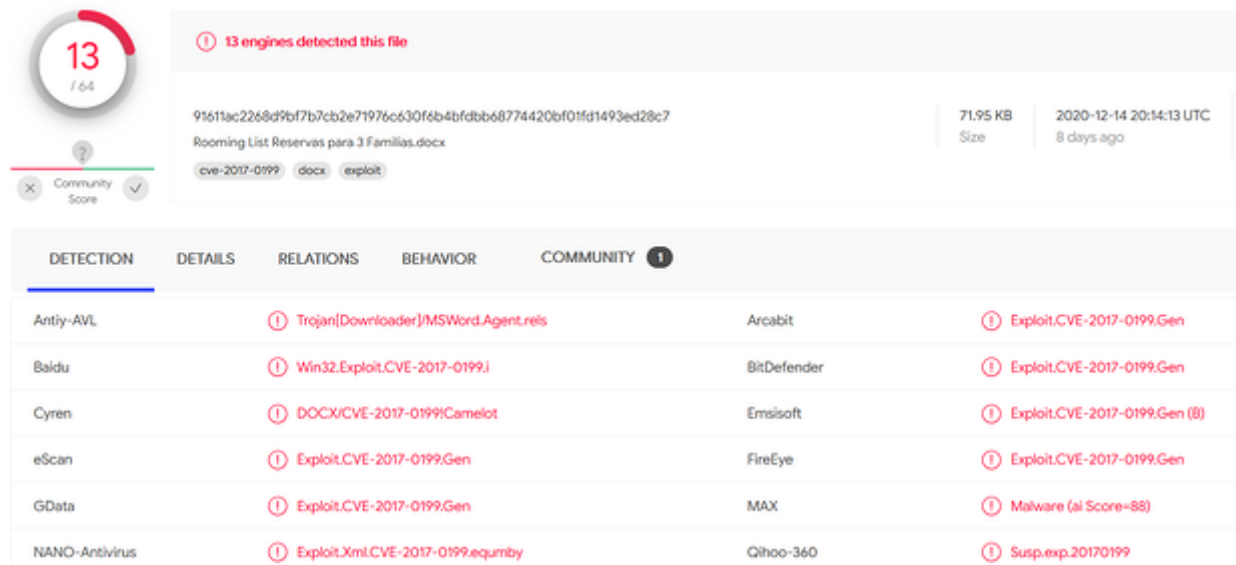 13
/ 64
13 engines detected this file
91611ac2268d9bf7b7cb2e71976c630f6b4bfdbb68774420bf01fd1493ed28c7
Rooming List Reservas para 3 Familias.docx
cve-2017-0199 docx exploit
71.95 KB
Size
2020-12-14 20:14:13 UTC
8 days ago
?
Community
Score
DETECTION DETAILS RELATIONS BEHAVIOR COMMUNITY 1
Antiy-AVL Trojan[Downloader]/MSWord.Agent.rels Arcabit Exploit.CVE-2017-0199.Gen
Baidu Win32.Exploit.CVE-2017-0199.i BitDefender Exploit.CVE-2017-0199.Gen
Cyren DOCX/CVE-2017-0199!Camelot Emsisoft Exploit.CVE-2017-0199.Gen (B)
eScan Exploit.CVE-2017-0199.Gen FireEye Exploit.CVE-2017-0199.Gen
GData Exploit.CVE-2017-0199.Gen MAX Malware (ai Score=88)
NANO-Antivirus Exploit.Xml.CVE-2017-0199.equmby Qihoo-360 Susp.exp.20170199